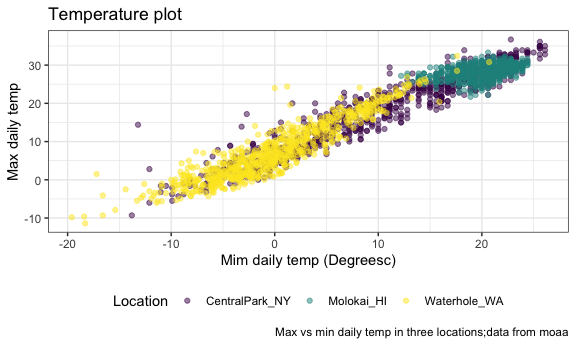 Temperature plot
Max daily temp
30
20
10
0
-10
-20
-10
0
10
20
Mim daily temp (Degreesc)
Location
CentralPark_NY
Molokai_HI
Waterhole_WA
Max vs min daily temp in three locations;data from moaa